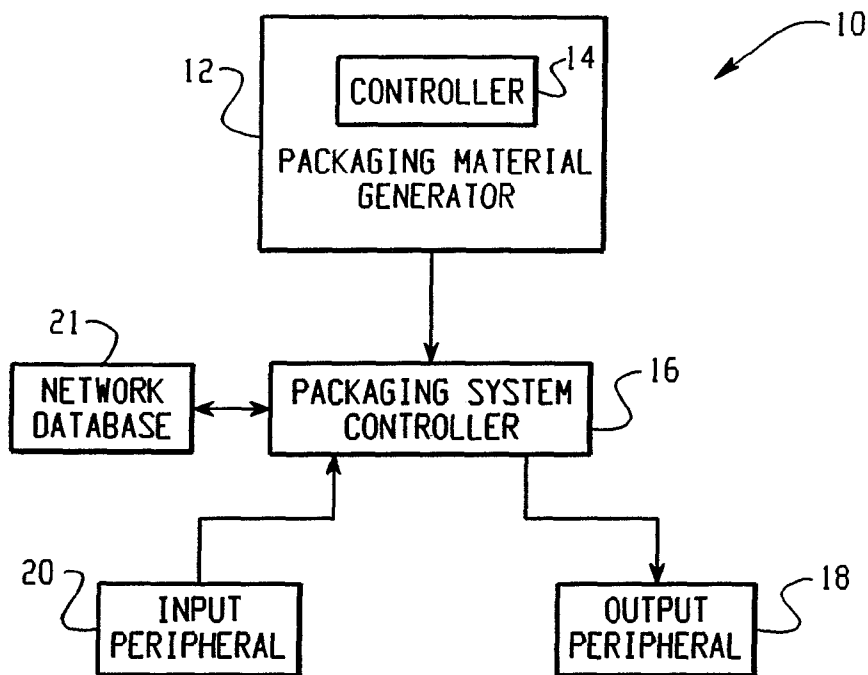 10
12
14
CONTROLLER
PACKAGING MATERIAL
GENERATOR
21
NETWORK
DATABASE
PACKAGING SYSTEM
CONTROLLER
16
20
INPUT
PERIPHERAL
OUTPUT
PERIPHERAL
18